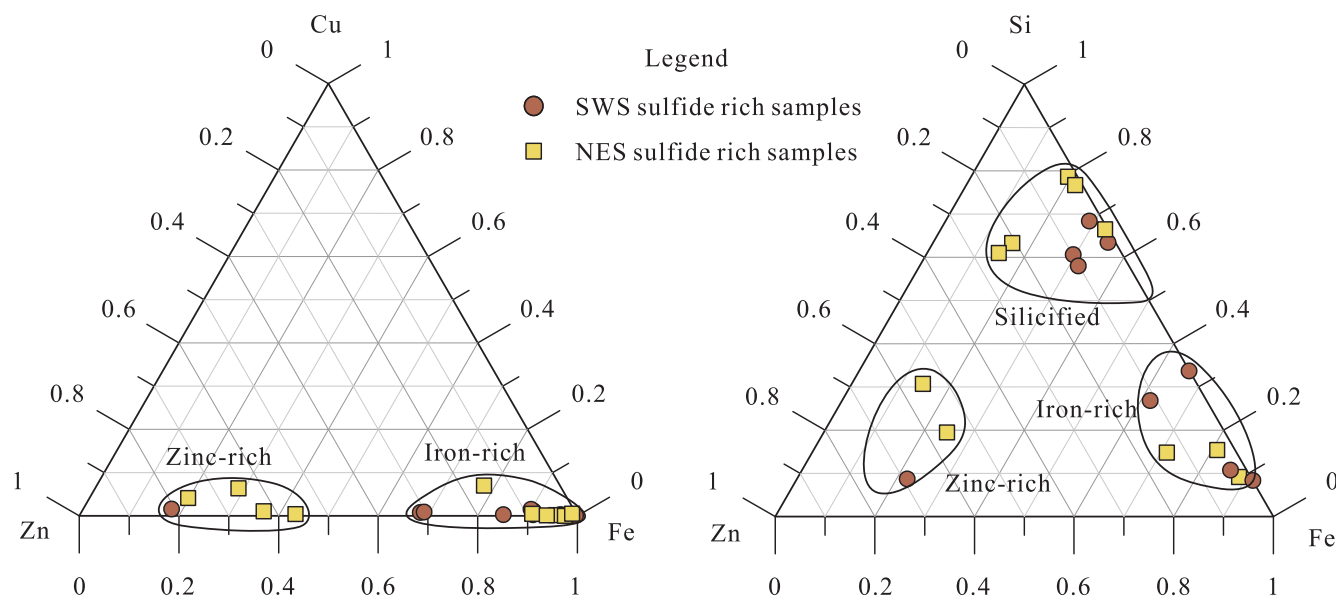 Cu
0 1
Legend
SWS sulfide rich samples
NES sulfide rich samples
0.2 0.8
0.4 0.6
0.6 0.4
0.8 0.2
Zinc-rich
Iron-rich
1 0
Zn Fe
0 0.2 0.4 0.6 0.8 1
Si
0 1
0.2 0.8
0.4 0.6
Silicified
0.6 0.4
0.8 0.2
Iron-rich
Zinc-rich
1 0
Zn Fe
0 0.2 0.4 0.6 0.8 1